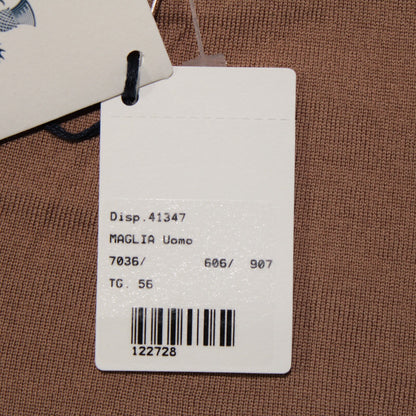 Disp.41347
MAGLIA Uomo
7036/ 606/ 907
TG. 56
122728